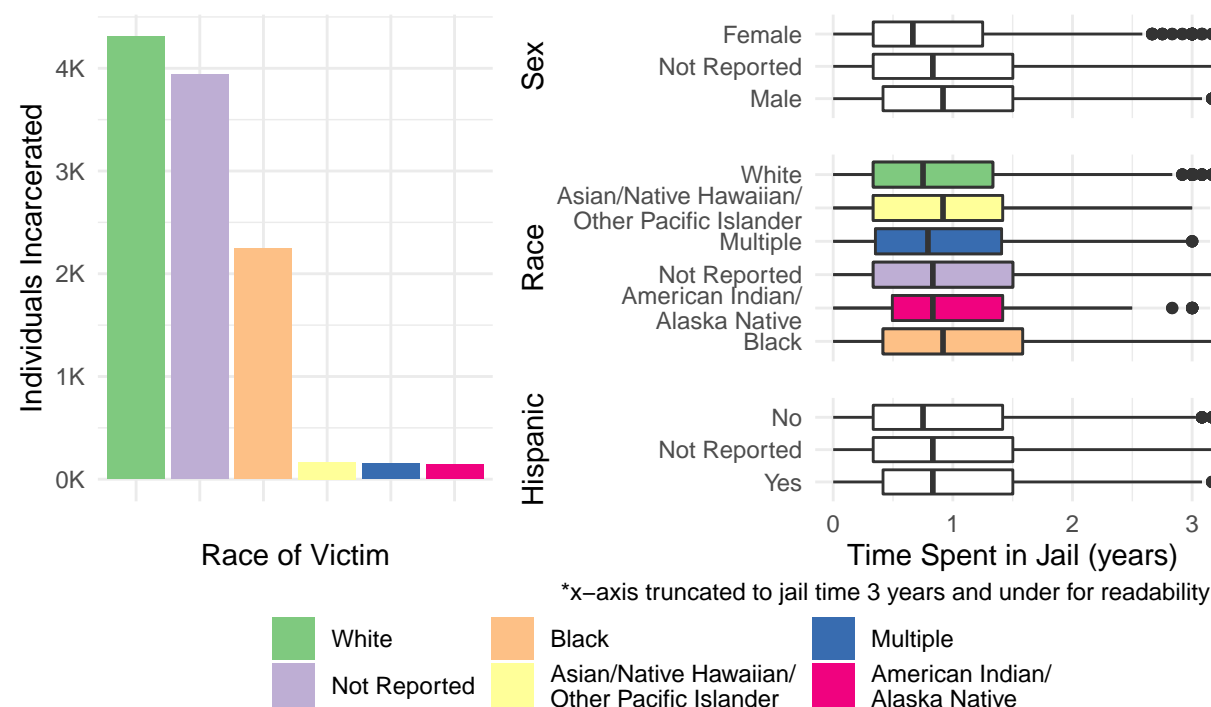 Individuals Incarcerated
4K
3K
2K
1K
0K
Race of Victim
Sex
Female
Not Reported
Male
Race
White
Asian/Native Hawaiian/
Other Pacific Islander
Multiple
Not Reported
American Indian/
Alaska Native
Black
Hispanic
No
Not Reported
Yes
0 1 2 3
Time Spent in Jail (years)
*x−axis truncated to jail time 3 years and under for readability
White
Not Reported
Black
Asian/Native Hawaiian/
Other Pacific Islander
Multiple
American Indian/
Alaska Native